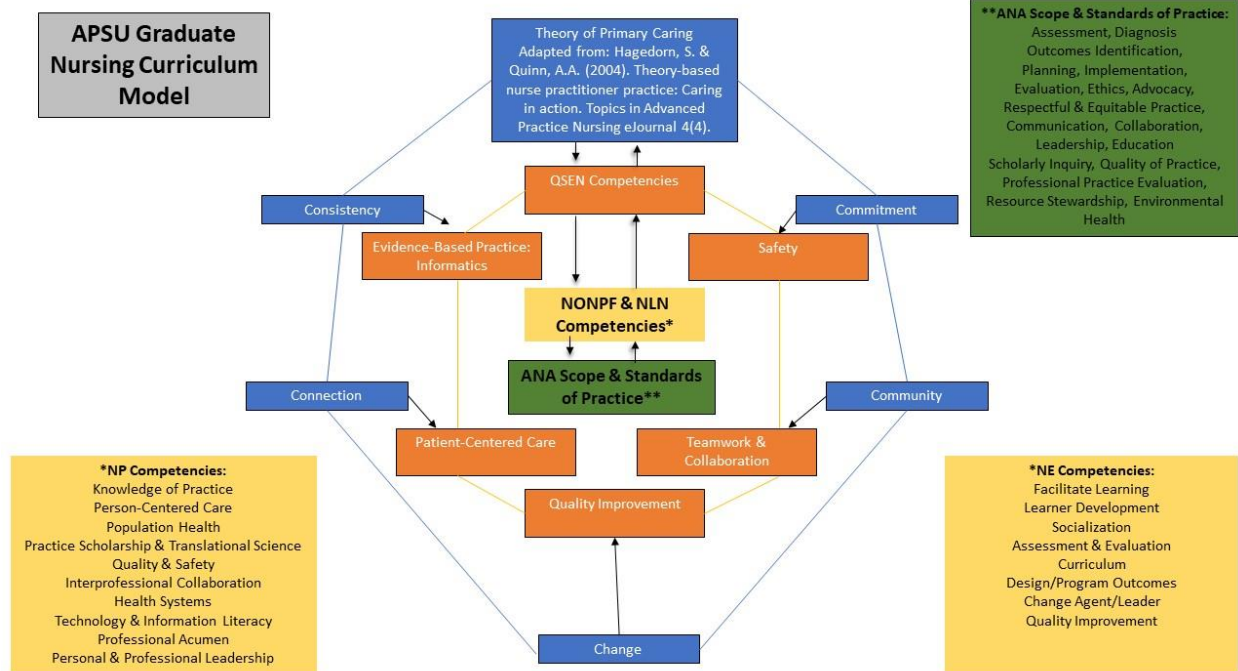 APSU Graduate
Nursing Curriculum
Model
Theory of Primary Caring
Adapted from: Hagedorn, S. &
Quinn, A.A. (2004). Theory-based
nurse practitioner practice: Caring
in action. Topics in Advanced
Practice Nursing eJournal 4(4).
**ANA Scope & Standards of Practice:
Assessment, Diagnosis
Outcomes Identification,
Planning, Implementation,
Evaluation, Ethics, Advocacy,
Respectful & Equitable Practice,
Communication, Collaboration,
Leadership, Education
Scholarly Inquiry, Quality of Practice,
Professional Practice Evaluation,
Resource Stewardship, Environmental
Health
QSEN Competencies
Consistency
Commitment
Evidence-Based Practice:
Informatics
Safety
NONPF & NLN
Competencies*
ANA Scope & Standards
of Practice**
Connection
Community
Patient-Centered Care
Teamwork &
Collaboration
Quality Improvement
*NP Competencies:
Knowledge of Practice
Person-Centered Care
Population Health
Practice Scholarship & Translational Science
Quality & Safety
Interprofessional Collaboration
Health Systems
Technology & Information Literacy
Professional Acumen
Personal & Professional Leadership
*NE Competencies:
Facilitate Learning
Learner Development
Socialization
Assessment & Evaluation
Curriculum
Design/Program Outcomes
Change Agent/Leader
Quality Improvement
Change